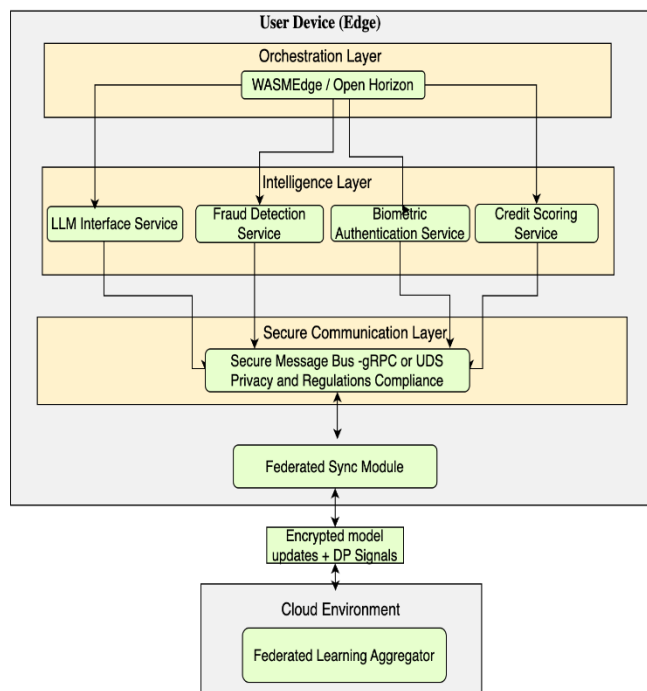 User Device (Edge)
Orchestration Layer
WASMEdge / Open Horizon
Intelligence Layer
LLM Interface Service
Fraud Detection
Service
Biometric
Authentication Service
Credit Scoring
Service
Secure Communication Layer
Secure Message Bus -gRPC or UDS
Privacy and Regulations Compliance
Federated Sync Module
Encrypted model
updates + DP Signals
Cloud Environment
Federated Learning Aggregator